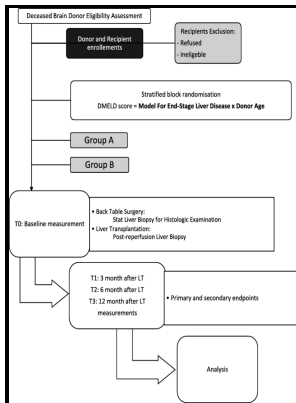 Deceased Brain Donor Eligibility Assessment
Donor and Recipient
enrollements
Recipients Exclusion:
- Refused
- Ineligeble
Stratified block randomisation
DMELD score = Model For End-Stage Liver Disease x Donor Age
Group A
Group B
T0: Baseline measurement
• Back Table Surgery:
Stat Liver Biopsy for Histologic Examination
• Liver Transplantation:
Post-reperfusion Liver Biopsy
T1: 3 month after LT
T2: 6 month after LT
T3: 12 month after LT
measurements
• Primary and secondary endpoints
Analysis